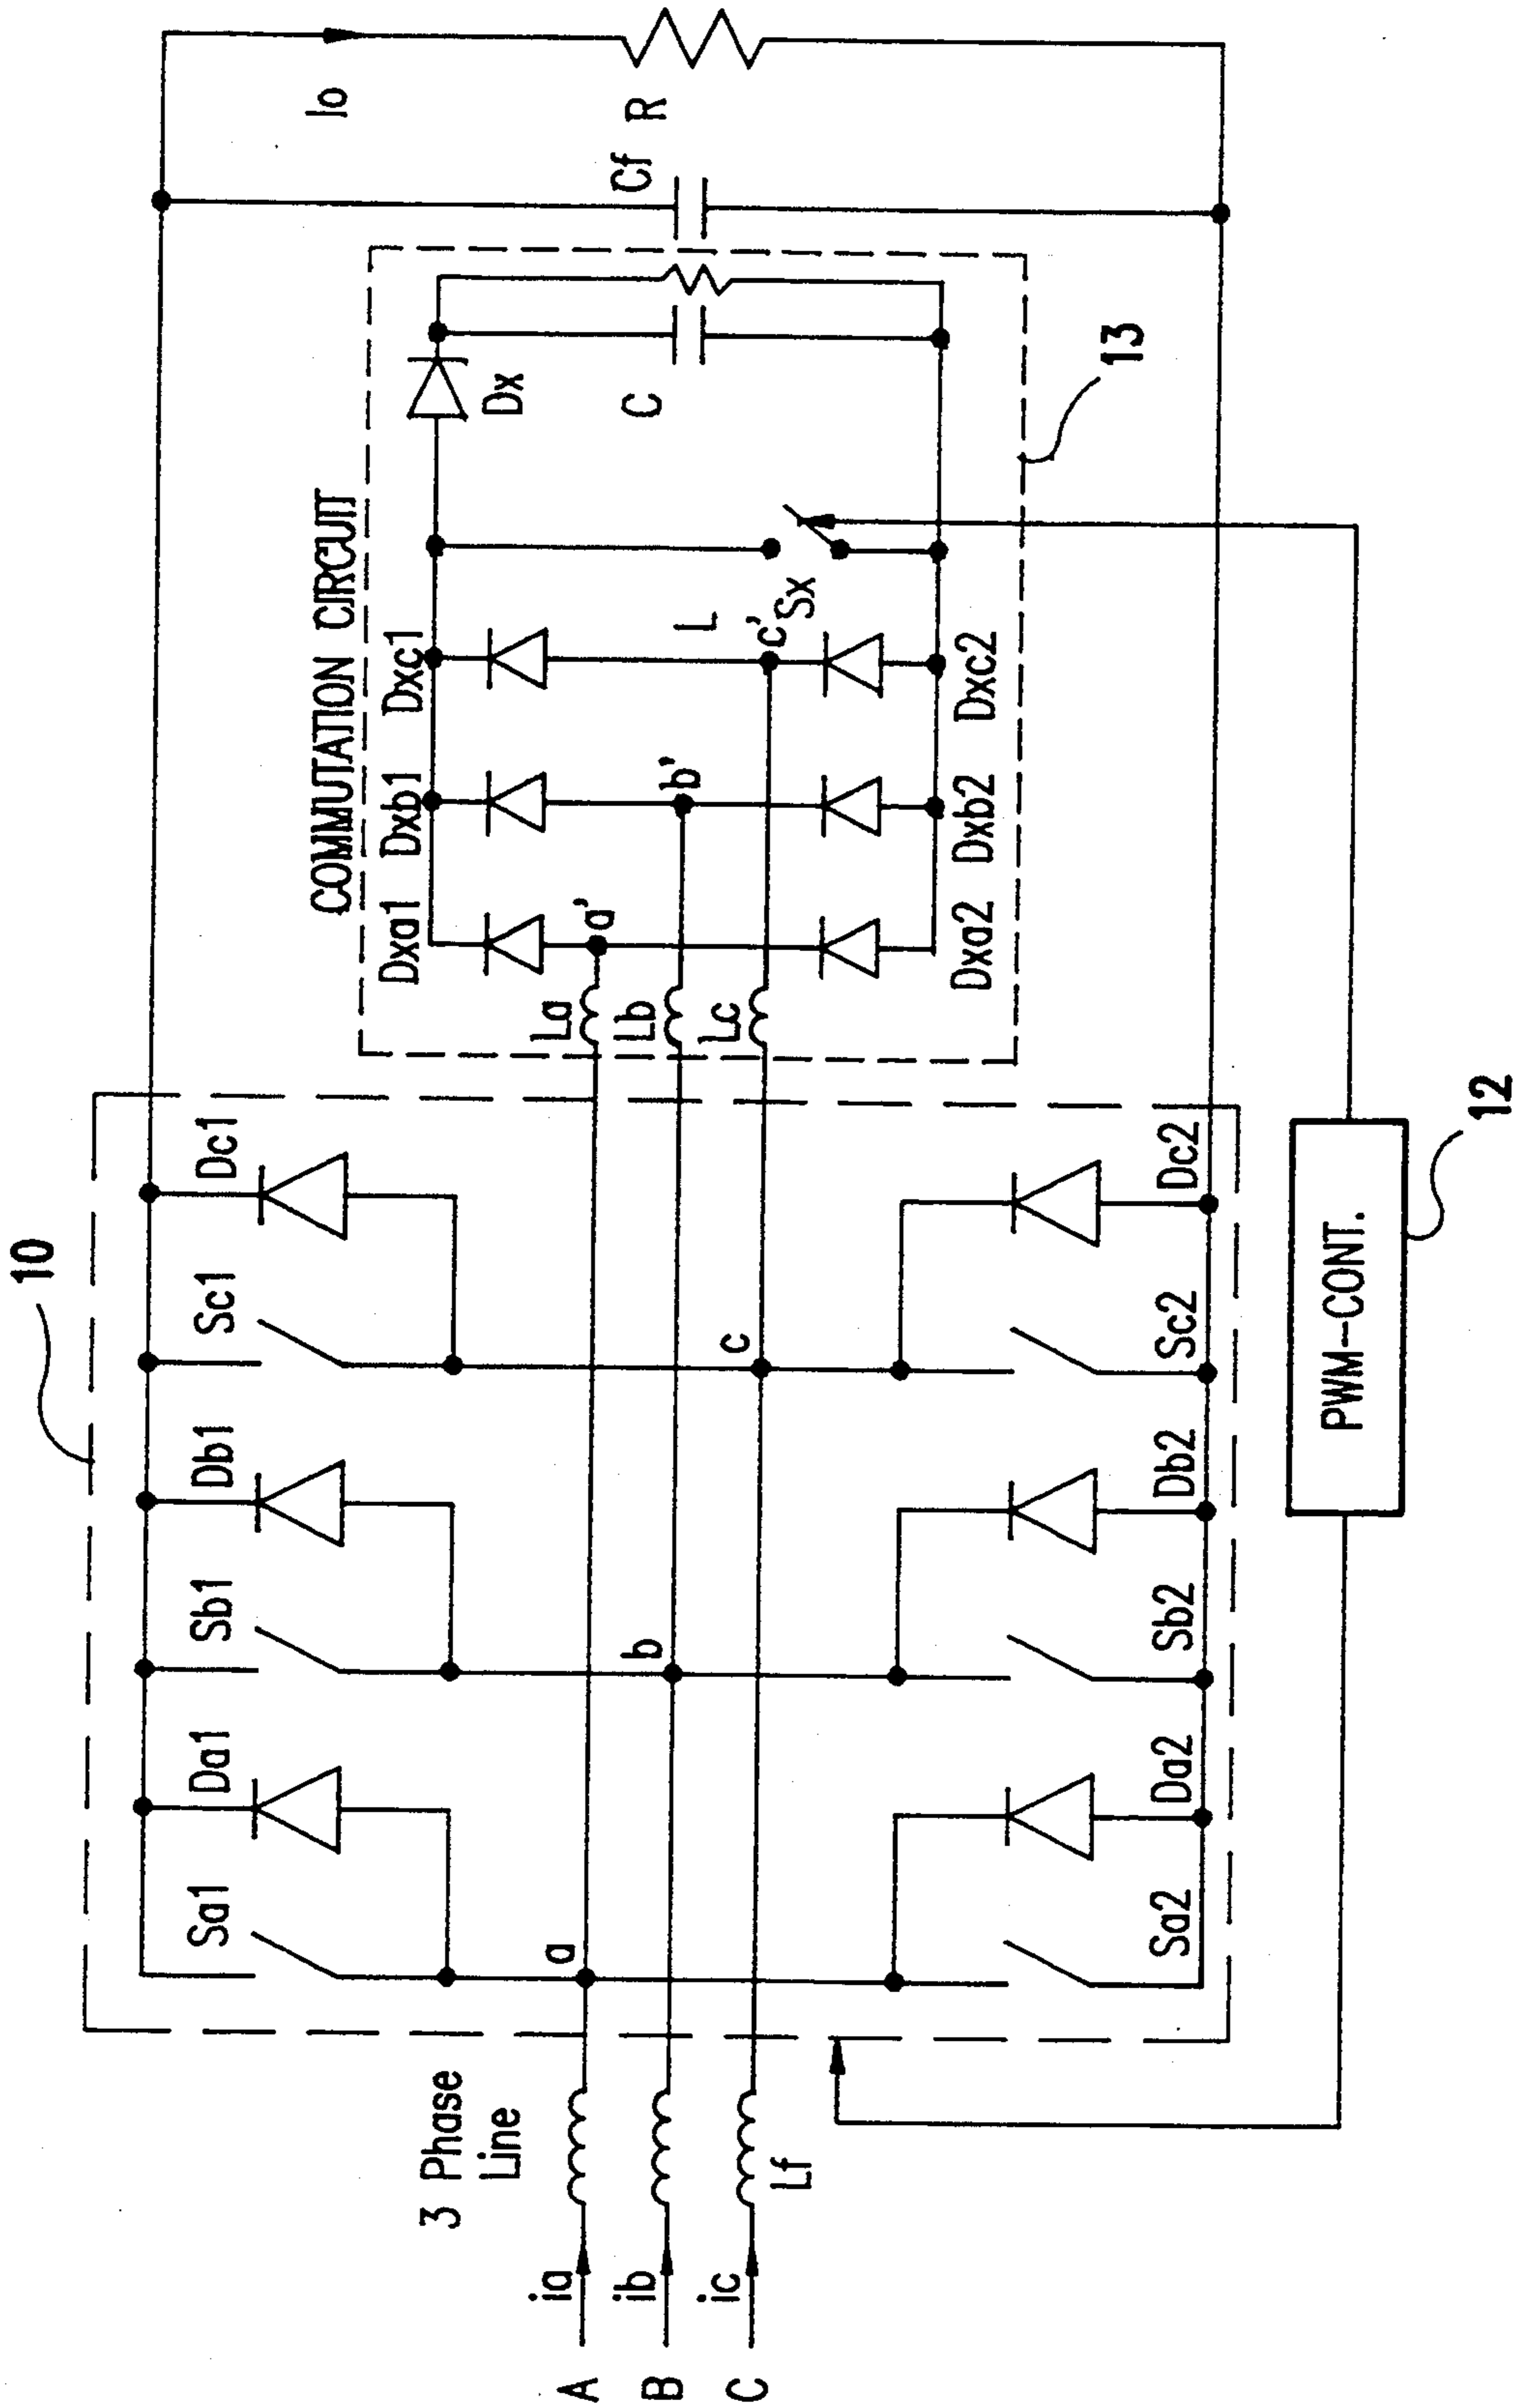 10
Sa1
Da1
Sb1
Db1
Sc1
Dc1
3 Phase
Line
A
ia
a
B
ib
b
C
ic
c
Lf
Sa2
Da2
Sb2
Db2
Sc2
Dc2
PWM-CONT.
12
COMMUTATION CIRCUIT
Dxa1
Dxb1
Dxc1
Dx
La
a'
Lb
b'
Lc
c'
L
Sx
C
Dxa2
Dxb2
Dxc2
13
Cf
Io
R